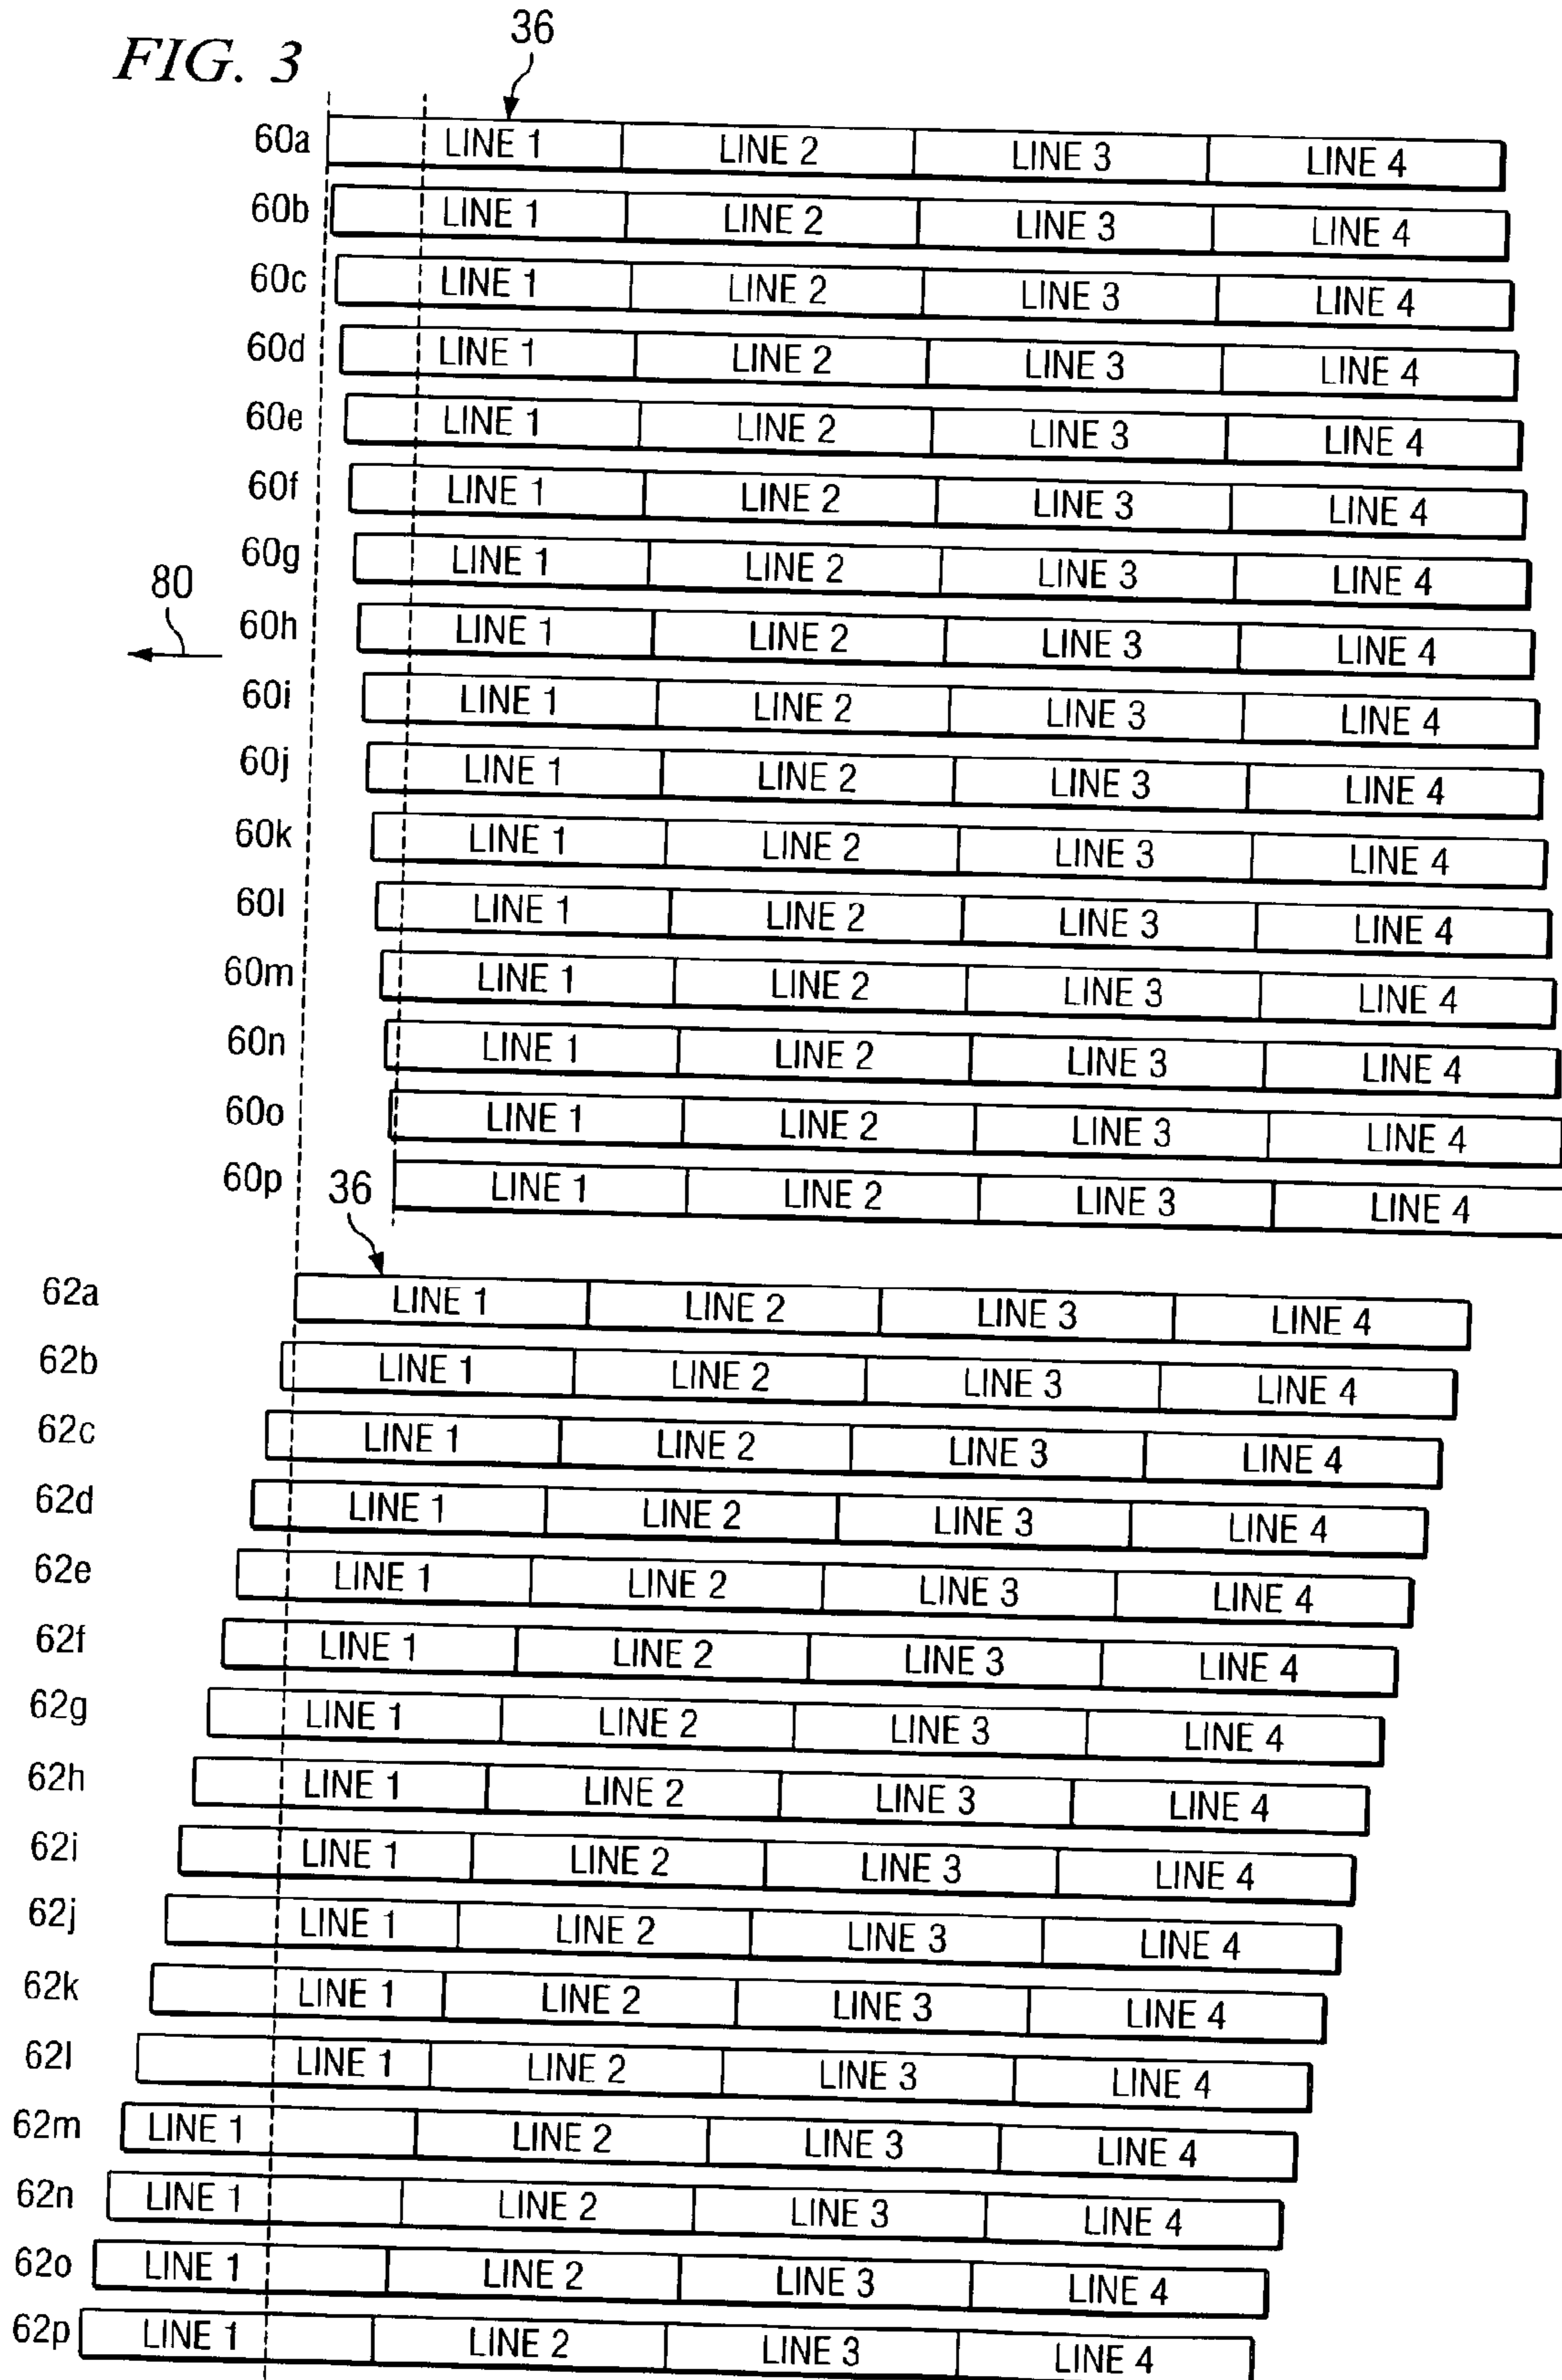 FIG. 3
36
60a LINE 1 LINE 2 LINE 3 LINE 4
60b LINE 1 LINE 2 LINE 3 LINE 4
60c LINE 1 LINE 2 LINE 3 LINE 4
60d LINE 1 LINE 2 LINE 3 LINE 4
60e LINE 1 LINE 2 LINE 3 LINE 4
60f LINE 1 LINE 2 LINE 3 LINE 4
60g LINE 1 LINE 2 LINE 3 LINE 4
80
60h LINE 1 LINE 2 LINE 3 LINE 4
60i LINE 1 LINE 2 LINE 3 LINE 4
60j LINE 1 LINE 2 LINE 3 LINE 4
60k LINE 1 LINE 2 LINE 3 LINE 4
60l LINE 1 LINE 2 LINE 3 LINE 4
60m LINE 1 LINE 2 LINE 3 LINE 4
60n LINE 1 LINE 2 LINE 3 LINE 4
60o LINE 1 LINE 2 LINE 3 LINE 4
60p LINE 1 LINE 2 LINE 3 LINE 4
36
62a LINE 1 LINE 2 LINE 3 LINE 4
62b LINE 1 LINE 2 LINE 3 LINE 4
62c LINE 1 LINE 2 LINE 3 LINE 4
62d LINE 1 LINE 2 LINE 3 LINE 4
62e LINE 1 LINE 2 LINE 3 LINE 4
62f LINE 1 LINE 2 LINE 3 LINE 4
62g LINE 1 LINE 2 LINE 3 LINE 4
62h LINE 1 LINE 2 LINE 3 LINE 4
62i LINE 1 LINE 2 LINE 3 LINE 4
62j LINE 1 LINE 2 LINE 3 LINE 4
62k LINE 1 LINE 2 LINE 3 LINE 4
62l LINE 1 LINE 2 LINE 3 LINE 4
62m LINE 1 LINE 2 LINE 3 LINE 4
62n LINE 1 LINE 2 LINE 3 LINE 4
62o LINE 1 LINE 2 LINE 3 LINE 4
62p LINE 1 LINE 2 LINE 3 LINE 4